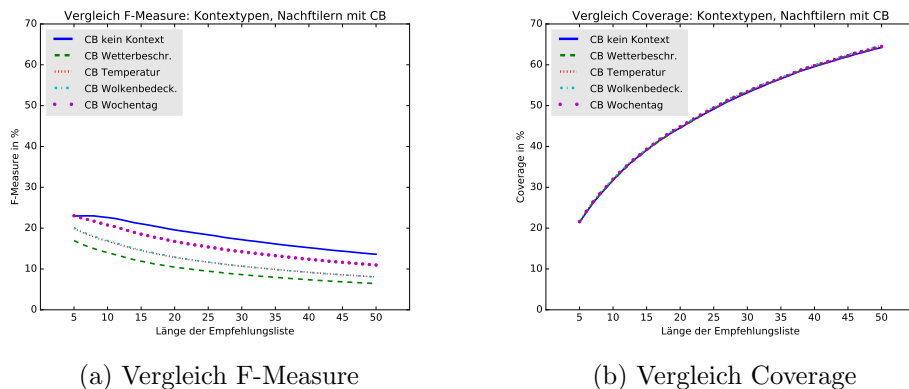 Vergleich F-Measure: Kontextypen, Nachftilern mit CB
CB kein Kontext
CB Wetterbeschr.
CB Temperatur
CB Wolkenbedeck.
CB Wochentag
F-Measure in %
70
60
50
40
30
20
10
0
5 10 15 20 25 30 35 40 45 50
Länge der Empfehlungsliste
(a) Vergleich F-Measure
Vergleich Coverage: Kontextypen, Nachftilern mit CB
CB kein Kontext
CB Wetterbeschr.
CB Temperatur
CB Wolkenbedeck.
CB Wochentag
Coverage in %
70
60
50
40
30
20
10
0
5 10 15 20 25 30 35 40 45 50
Länge der Empfehlungsliste
(b) Vergleich Coverage